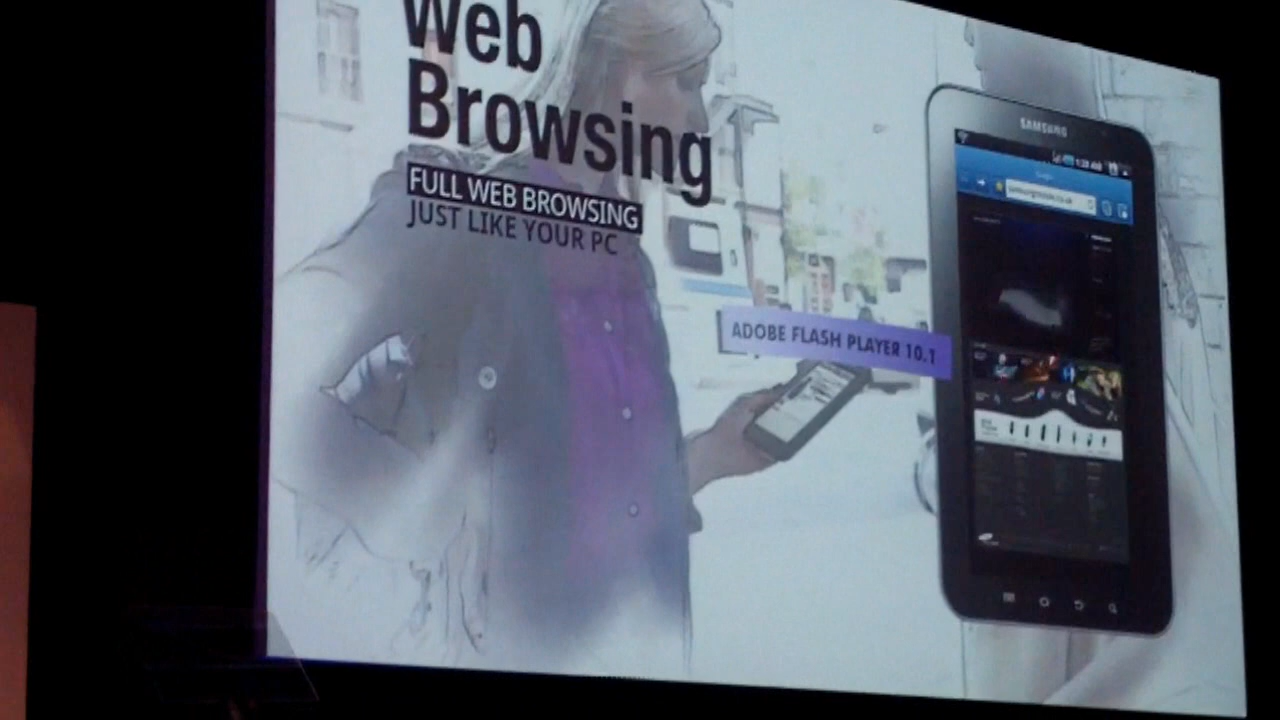 Web
Browsing
FULL WEB BROWSING
JUST LIKE YOUR PC
ADOBE FLASH PLAYER 10.1
SAMSUNG